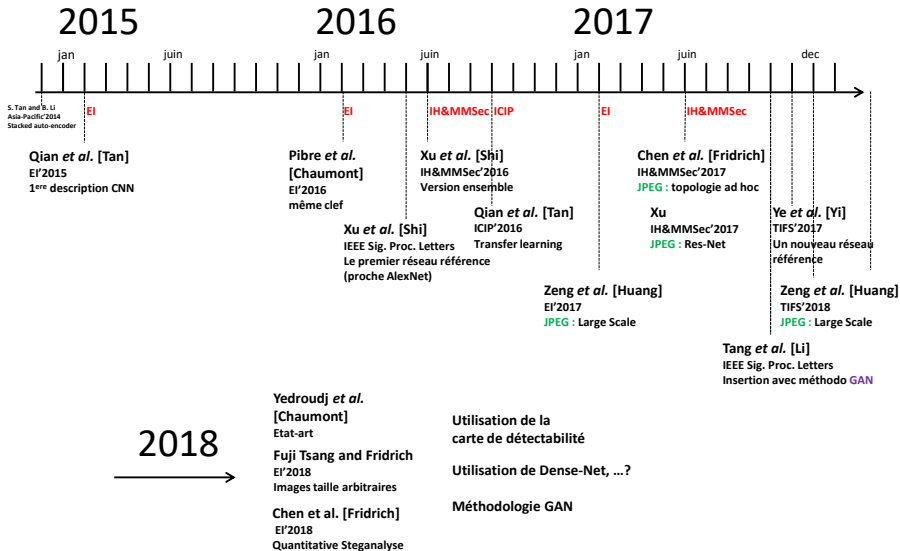 2015
2016
2017
jan
juin
jan
juin
jan
juin
dec
S. Tan and B. Li
Asia-Pacific'2014
Stacked auto-encoder
EI
EI
IH&MMSec
ICIP
EI
IH&MMSec
Qian et al. [Tan]
EI'2015
1ere description CNN
Pibre et al.
[Chaumont]
EI'2016
même clef
Xu et al. [Shi]
IH&MMSec'2016
Version ensemble
Chen et al. [Fridrich]
IH&MMSec'2017
JPEG : topologie ad hoc
Xu et al. [Shi]
IEEE Sig. Proc. Letters
Le premier réseau référence
(proche AlexNet)
Qian et al. [Tan]
ICIP'2016
Transfer learning
Xu
IH&MMSec'2017
JPEG : Res-Net
Ye et al. [Yi]
TIFS'2017
Un nouveau réseau
référence
Zeng et al. [Huang]
EI'2017
JPEG : Large Scale
Zeng et al. [Huang]
TIFS'2018
JPEG : Large Scale
Tang et al. [Li]
IEEE Sig. Proc. Letters
Insertion avec méthodo GAN
2018
Yedroudj et al.
[Chaumont]
Etat-art
Fuji Tsang and Fridrich
EI'2018
Images taille arbitraires
Chen et al. [Fridrich]
EI'2018
Quantitative Steganalyse
Utilisation de la
carte de détectabilité
Utilisation de Dense-Net, ...?
Méthodologie GAN